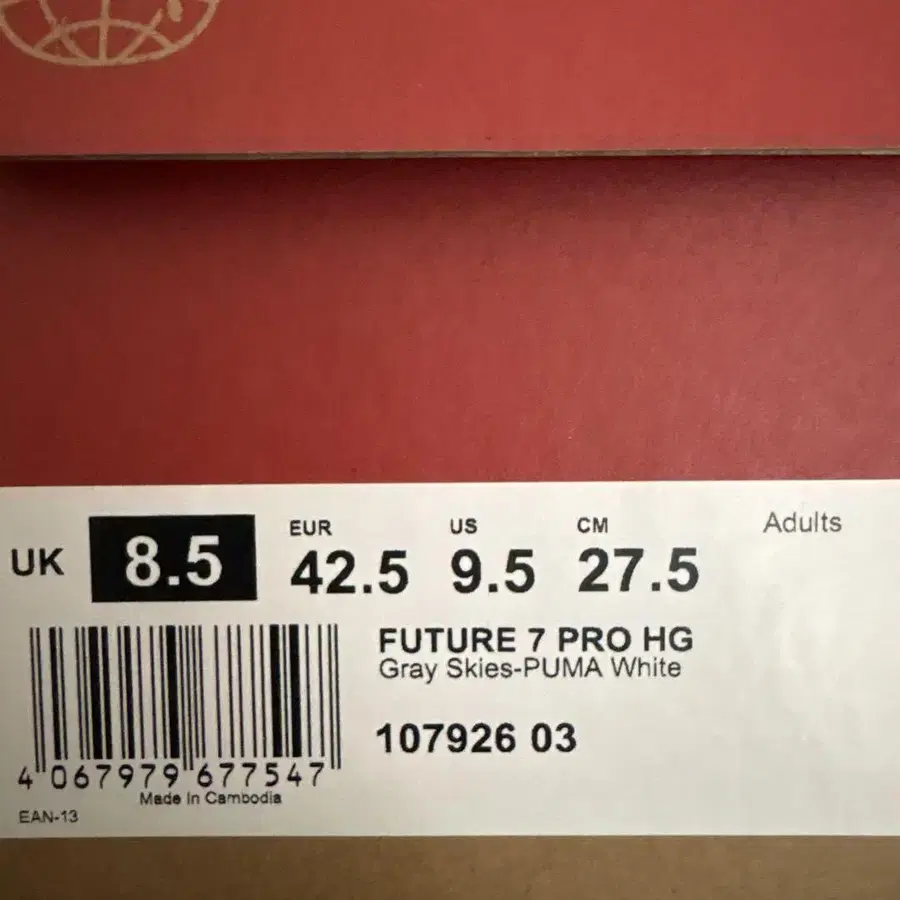 UK 8.5
EUR 42.5
US 9.5
CM 27.5
Adults
FUTURE 7 PRO HG
Gray Skies-PUMA White
107926 03
4 067979 677547
Made In Cambodia
EAN-13